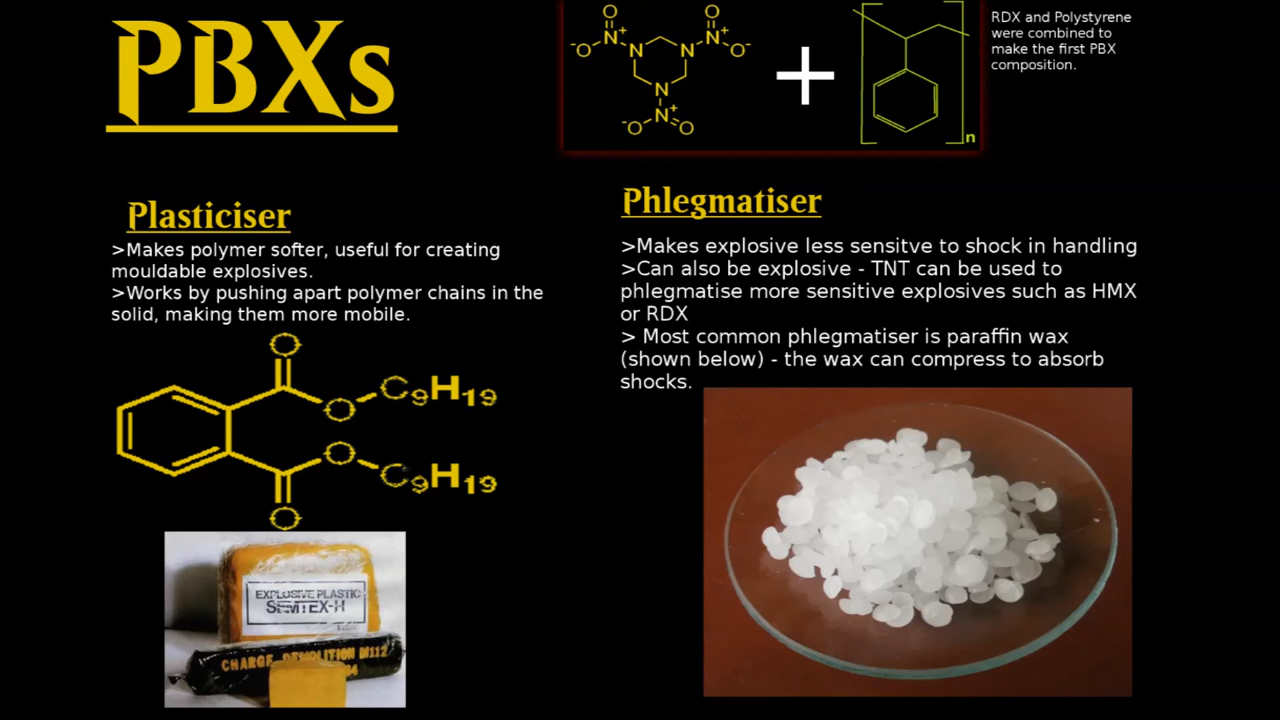 PBXs
RDX and Polystyrene
were combined to
make the first PBX
composition.
O
N+
-O
N
N
N+
O
O-
N
N+
-O
O
+
n
Plasticiser
>Makes polymer softer, useful for creating
mouldable explosives.
>Works by pushing apart polymer chains in the
solid, making them more mobile.
O
O
C9H19
O
C9H19
O
EXPLOSIVE PLASTIC
SEMTEX-H
CHARGE DEMOLITION M112
Phlegmatiser
>Makes explosive less sensitve to shock in handling
>Can also be explosive - TNT can be used to
phlegmatise more sensitive explosives such as HMX
or RDX
> Most common phlegmatiser is paraffin wax
(shown below) - the wax can compress to absorb
shocks.